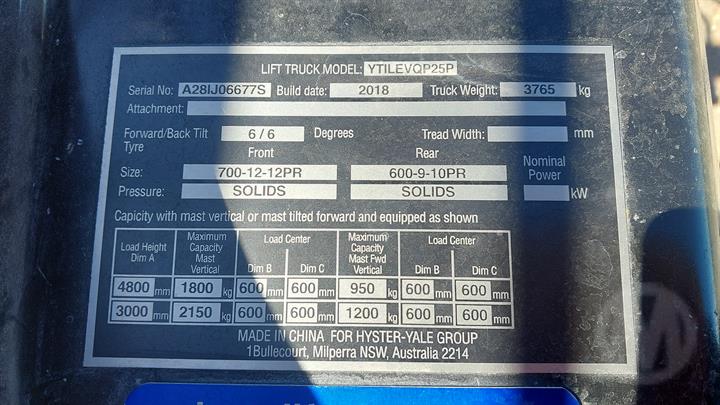 LIFT TRUCK MODEL: YTILEVQP25P
Serial No: A28IJ06677S Build date: 2018 Truck Weight: 3765 kg
Attachment:
Forward/Back Tilt 6 / 6 Degrees Tread Width: mm
Tyre Front Rear Nominal Power
Size: 700-12-12PR 600-9-10PR
Pressure: SOLIDS SOLIDS kW
Capicity with mast vertical or mast tilted forward and equipped as shown
Load Height Dim A Maximum Capacity Mast Vertical Load Center Dim B Dim C Maximum Capacity Mast Fwd Vertical Load Center Dim B Dim C
4800 mm 1800 kg 600 mm 600 mm 950 kg 600 mm 600 mm
3000 mm 2150 kg 600 mm 600 mm 1200 kg 600 mm 600 mm
MADE IN CHINA FOR HYSTER-YALE GROUP
1Bullecourt, Milperra NSW, Australia 2214